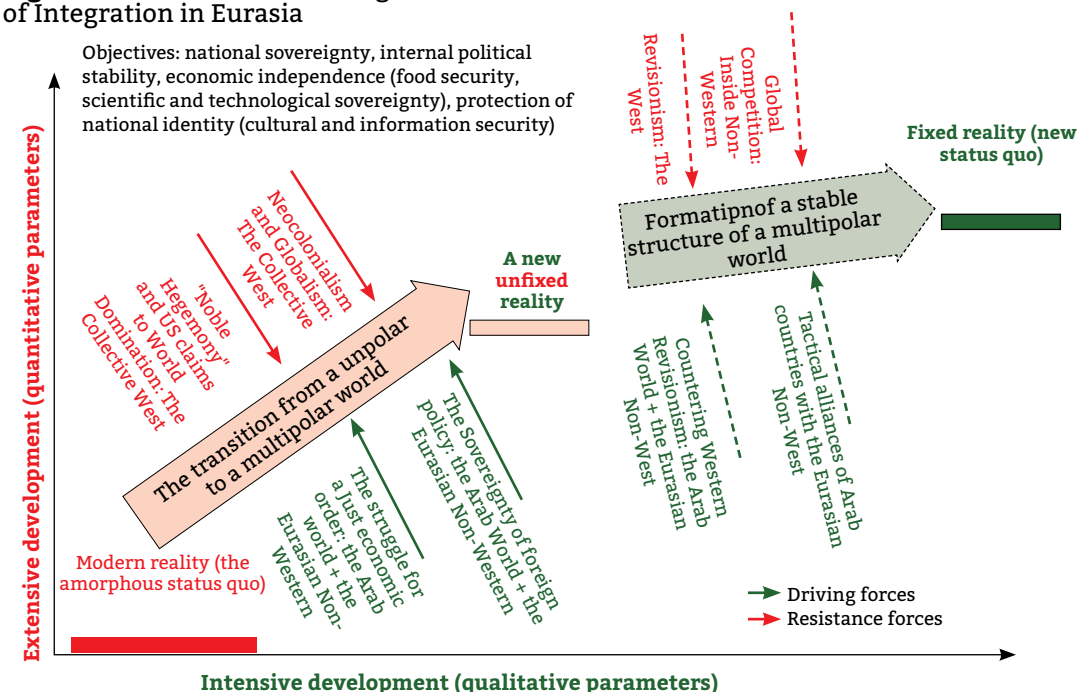 of Integration in Eurasia
Objectives: national sovereignty, internal political
stability, economic independence (food security,
scientific and technological sovereignty), protection of
national identity (cultural and information security)
Extensive development (quantitative parameters)
Revisionism: The
West
Global
Competition:
Inside Non-
Western
Fixed reality (new
status quo)
Formatipnof a stable
structure of a multipolar
world
Neocolonialism
and Globalism:
The Collective
West
"Noble
Hegemony"
and US claims
to World
Domination: The
Collective West
A new
unfixed
reality
The transition from a unpolar
to a multipolar world
Countering Western
Revisionism: the Arab
World + the Eurasian
Non-West
Tactical alliances of Arab
countries with the Eurasian
Non-West
The Sovereignty of foreign
policy: the Arab World + the
Eurasian Non-Western
The struggle for
a Just economic
order: the Arab
world + the
Eurasian Non-
Western
Modern reality (the
amorphous status quo)
Driving forces
Resistance forces
Intensive development (qualitative parameters)